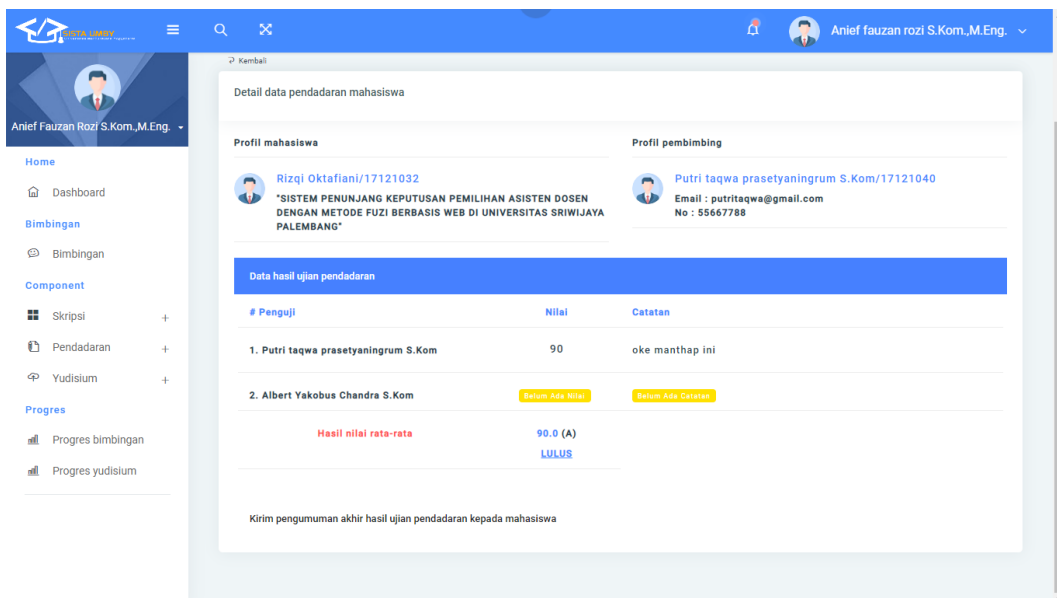 SISTA UMBY
Anief fauzan rozi S.Kom.,M.Eng.
Anief Fauzan Rozi S.Kom.,M.Eng.
Home
Dashboard
Bimbingan
Bimbingan
Component
Skripsi +
Pendadaran +
Yudisium +
Progres
Progres bimbingan
Progres yudisium
Kembali
Detail data pendadaran mahasiswa
Profil mahasiswa
Rizqi Oktafiani/17121032
"SISTEM PENUNJANG KEPUTUSAN PEMILIHAN ASISTEN DOSEN
DENGAN METODE FUZI BERBASIS WEB DI UNIVERSITAS SRIWIJAYA
PALEMBANG"
Profil pembimbing
Putri taqwa prasetyaningrum S.Kom/17121040
Email : putritaqwa@gmail.com
No : 55667788
Data hasil ujian pendadaran
# Penguji Nilai Catatan
1. Putri taqwa prasetyaningrum S.Kom 90 oke manthap ini
2. Albert Yakobus Chandra S.Kom Belum Ada Nilai Belum Ada Catatan
Hasil nilai rata-rata 90.0 (A)
LULUS
Kirim pengumuman akhir hasil ujian pendadaran kepada mahasiswa